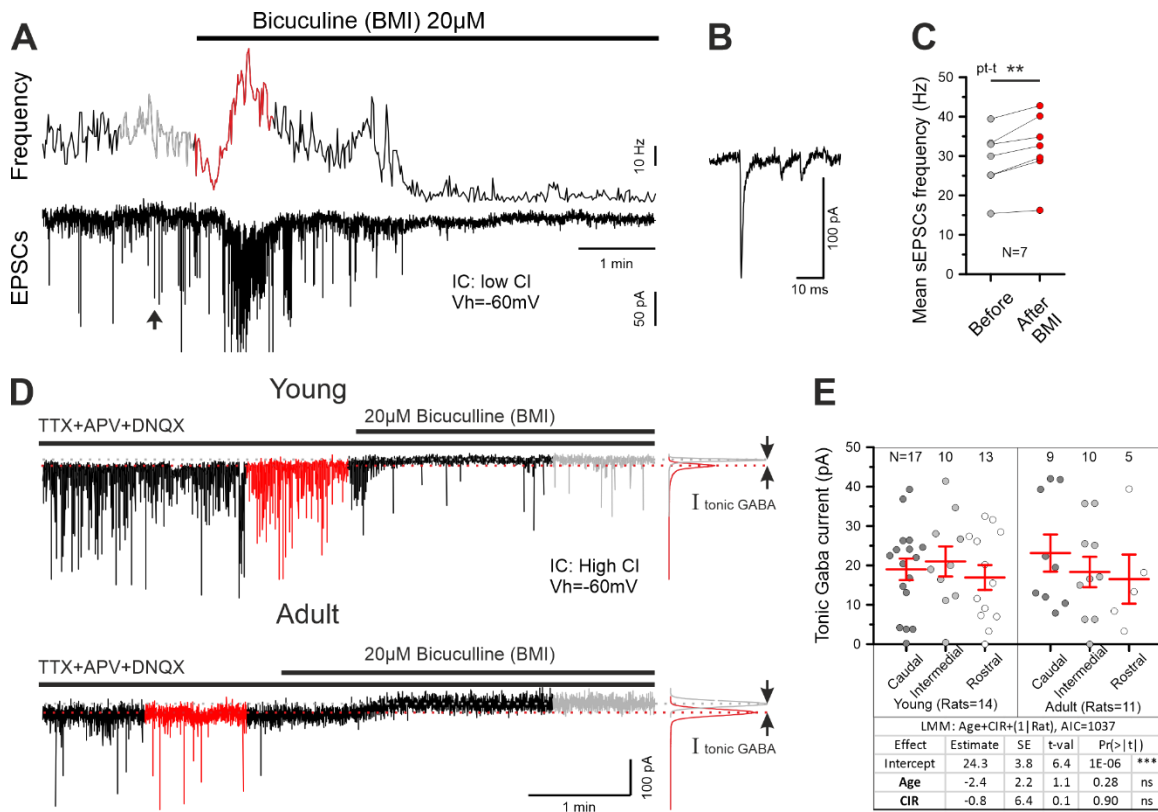 A
Bicuculine (BMI) 20µM
Frequency
10 Hz
EPSCs
1 min
IC: low Cl
Vh=-60mV
50 pA
B
100 pA
10 ms
C
pt-t **
Mean sEPSCs frequency (Hz)
50
40
30
20
10
0
N=7
Before
After
BMI
D
Young
20µM Bicuculline (BMI)
TTX+APV+DNQX
I tonic GABA
IC: High Cl
Vh=-60mV
Adult
20µM Bicuculline (BMI)
TTX+APV+DNQX
I tonic GABA
100 pA
1 min
E
Tonic Gaba current (pA)
50
40
30
20
10
0
N=17 10 13 9 10 5
Caudal Intermedial Rostral Caudal Intermedial Rostral
Young (Rats=14) Adult (Rats=11)
LMM: Age+CIR+(1|Rat), AIC=1037
Effect Estimate SE t-val Pr(>|t|)
Intercept 24.3 3.8 6.4 1E-06 ***
Age -2.4 2.2 1.1 0.28 ns
CIR -0.8 6.4 0.1 0.90 ns